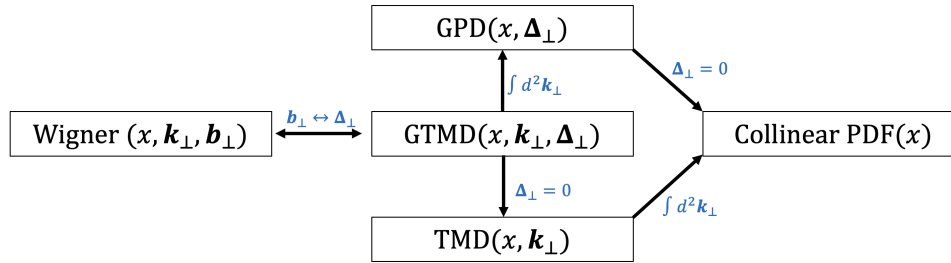 GPD(x, Δ⊥)
Δ⊥ = 0
∫ d²k⊥
b⊥ ↔ Δ⊥
Wigner (x, k⊥, b⊥)
GTMD(x, k⊥, Δ⊥)
Collinear PDF(x)
Δ⊥ = 0
∫ d²k⊥
TMD(x, k⊥)